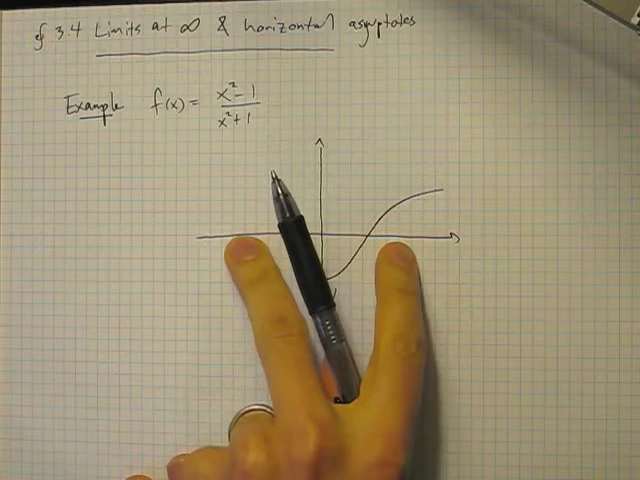 § 3.4 Limits at ∞ & horizontal asymptotes
Example f(x) = x²-1 / x²+1